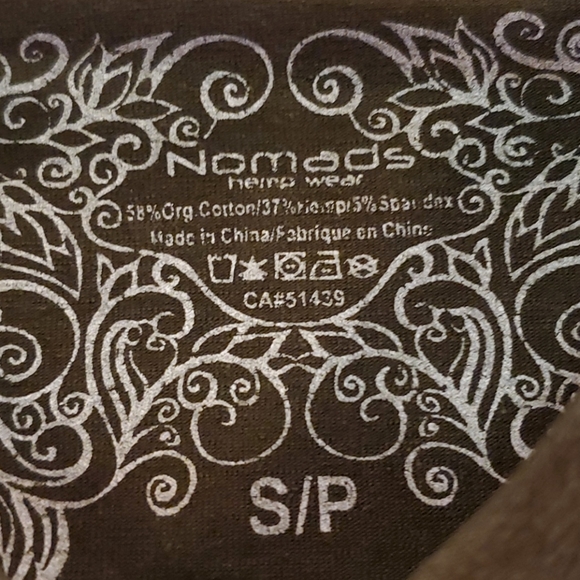 Nomads
hemp wear
58%Org.Cotton/37%Hemp/5%Spandex
Made in China/Fabrique en Chine
CA#51439
S/P